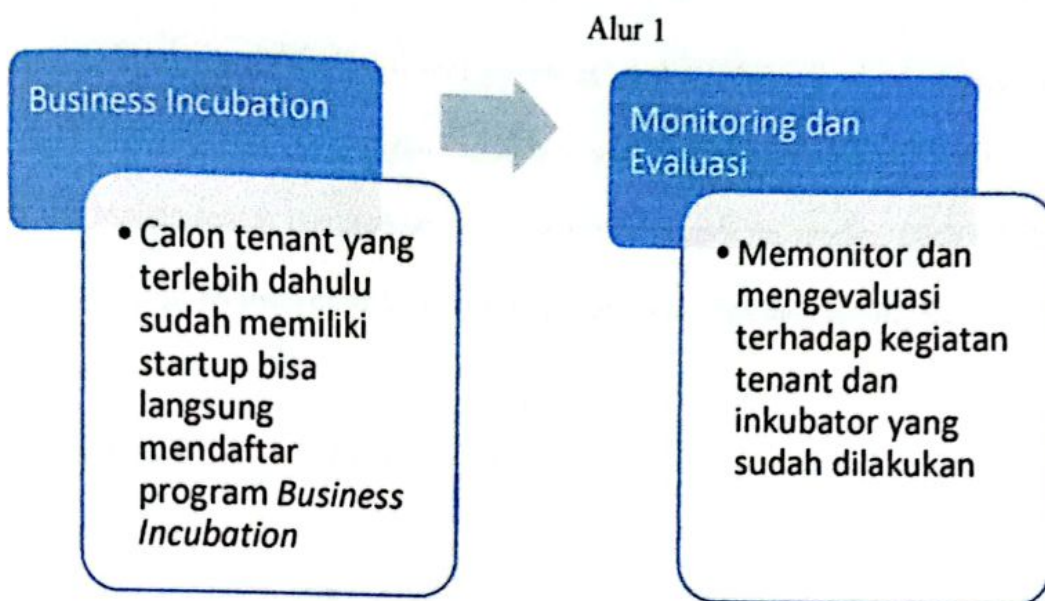 Alur 1
Business Incubation
• Calon tenant yang
terlebih dahulu
sudah memiliki
startup bisa
langsung
mendaftar
program Business
Incubation
Monitoring dan
Evaluasi
• Memonitor dan
mengevaluasi
terhadap kegiatan
tenant dan
inkubator yang
sudah dilakukan